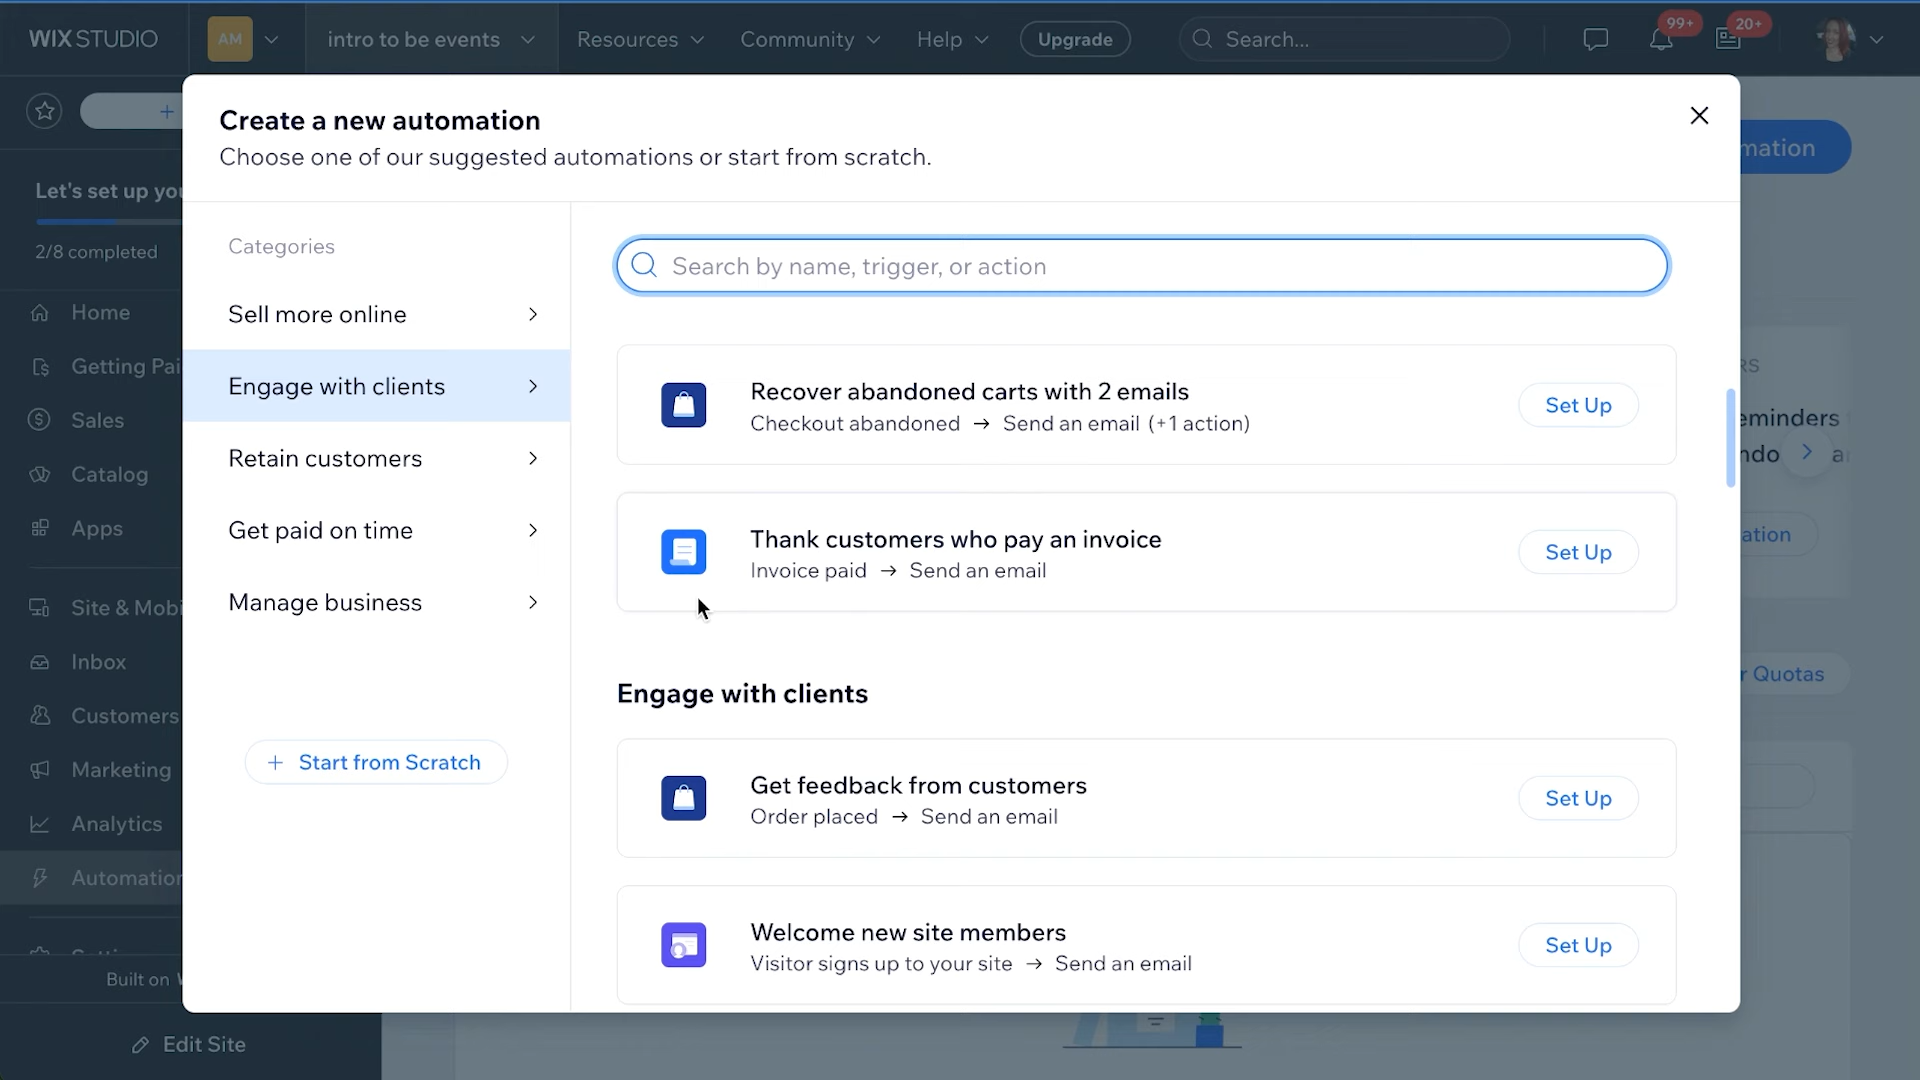 WIX STUDIO
AM
intro to be events
Resources
Community
Help
Upgrade
Search...
99+
20+
Create a new automation
Choose one of our suggested automations or start from scratch.
mation
Let's set up you
2/8 completed
Home
Getting Pai
Sales
Catalog
Apps
Site & Mobi
Inbox
Customers
Marketing
Analytics
Automation
Built on
Edit Site
Categories
Sell more online
Engage with clients
Retain customers
Get paid on time
Manage business
+ Start from Scratch
Search by name, trigger, or action
Recover abandoned carts with 2 emails
Checkout abandoned → Send an email (+1 action)
Set Up
Thank customers who pay an invoice
Invoice paid → Send an email
Set Up
Engage with clients
Get feedback from customers
Order placed → Send an email
Set Up
Welcome new site members
Visitor signs up to your site → Send an email
Set Up
RS
eminders
ndo
ation
r Quotas